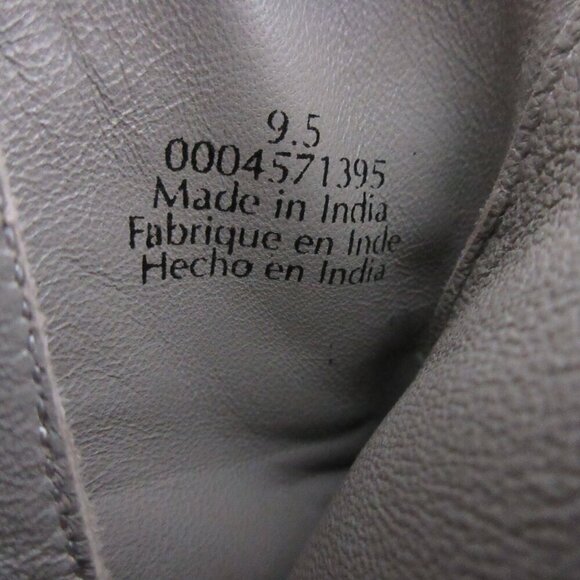 9.5
0004571395
Made in India
Fabrique en Inde
Hecho en India